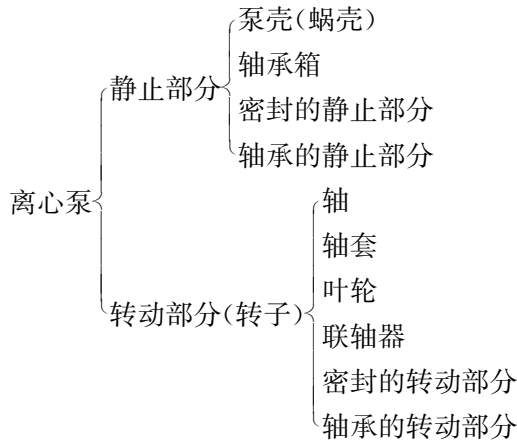 离心泵
静止部分
泵壳(蜗壳)
轴承箱
密封的静止部分
轴承的静止部分
转动部分(转子)
轴
轴套
叶轮
联轴器
密封的转动部分
轴承的转动部分